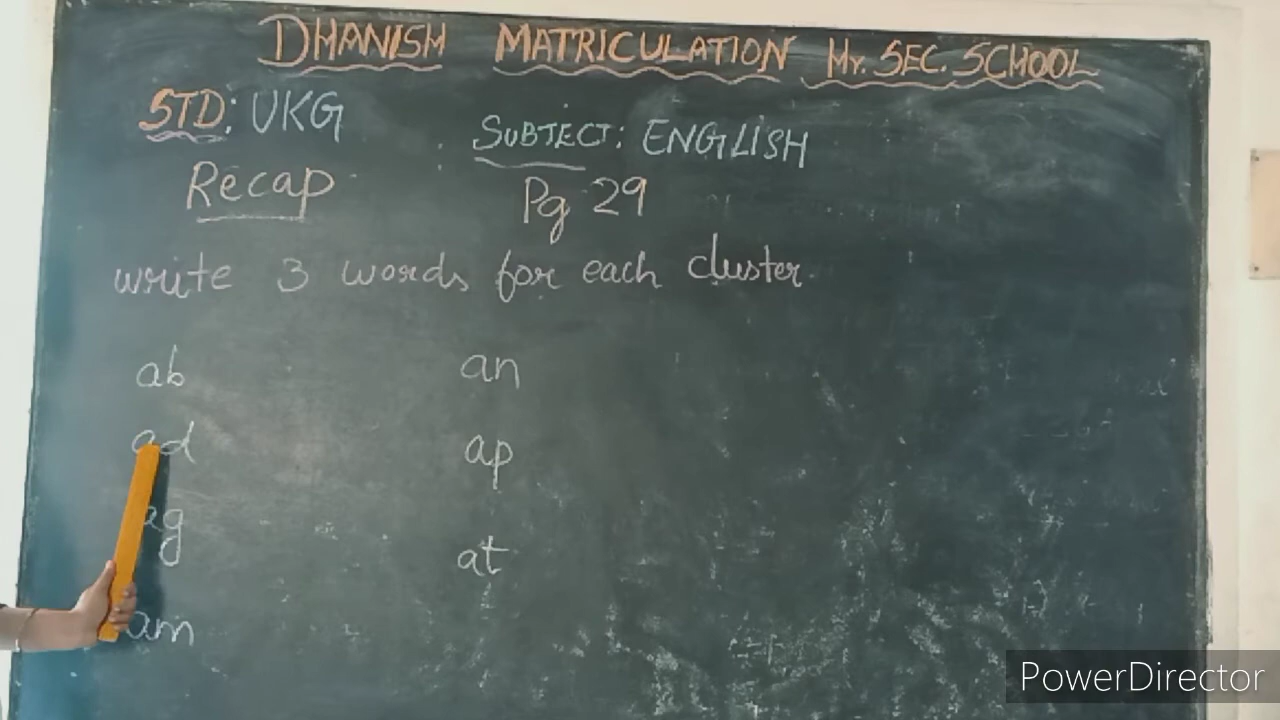 DHANISH MATRICULATION Hr. SEC. SCHOOL
STD: UKG SUBJECT: ENGLISH
Recap Pg 29
write 3 words for each cluster.
ab an
ad ap
ag at
am
PowerDirector